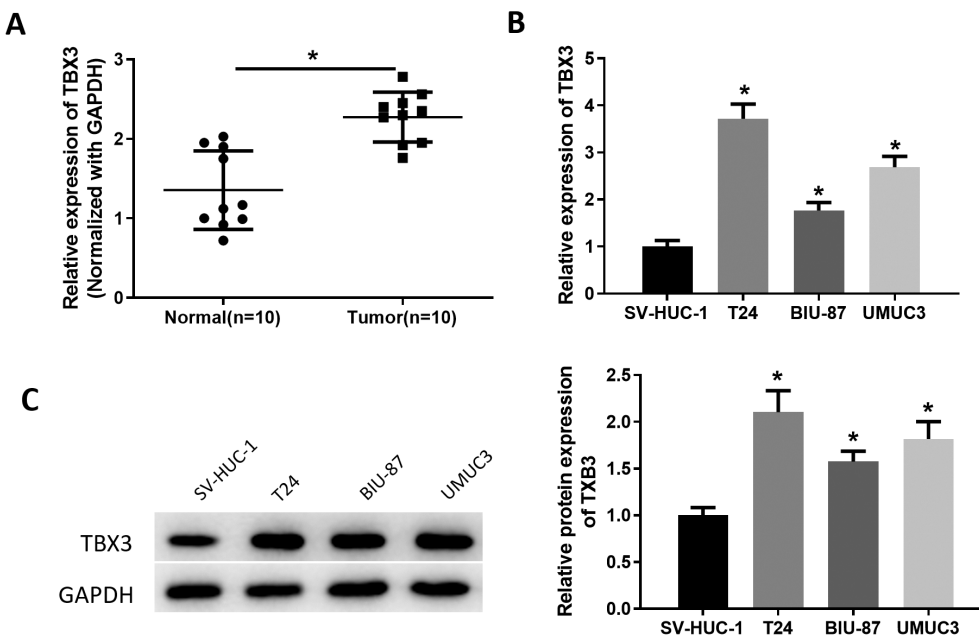 A
Relative expression of TBX3
(Normalized with GAPDH)
3
2
1
0
*
Normal(n=10)
Tumor(n=10)
B
Relative expression of TBX3
5
4
3
2
1
0
*
*
*
SV-HUC-1
T24
BIU-87
UMUC3
C
SV-HUC-1
T24
BIU-87
UMUC3
TBX3
GAPDH
Relative protein expression
of TXB3
2.5
2.0
1.5
1.0
0.5
0.0
*
*
*
SV-HUC-1
T24
BIU-87
UMUC3